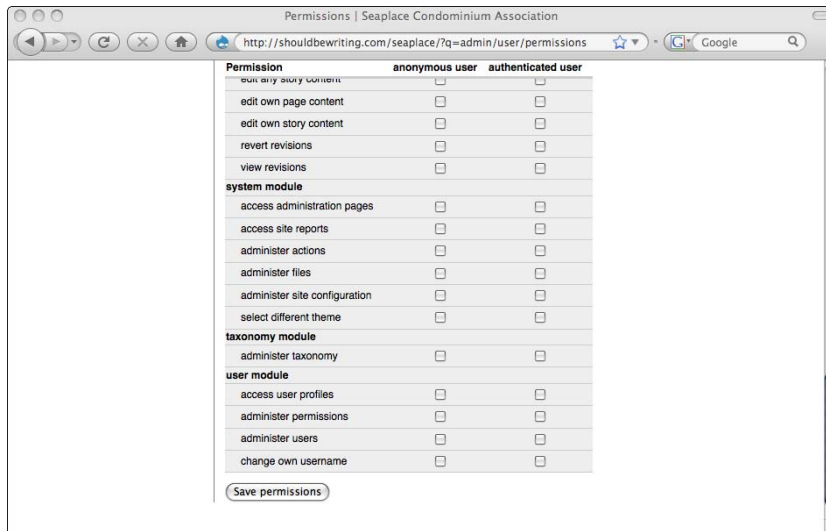 Permissions | Seaplace Condominium Association
http://shouldbewriting.com/seaplace/?q=admin/user/permissions
Google
Permission anonymous user authenticated user
edit any story content
edit own page content
edit own story content
revert revisions
view revisions
system module
access administration pages
access site reports
administer actions
administer files
administer site configuration
select different theme
taxonomy module
administer taxonomy
user module
access user profiles
administer permissions
administer users
change own username
Save permissions